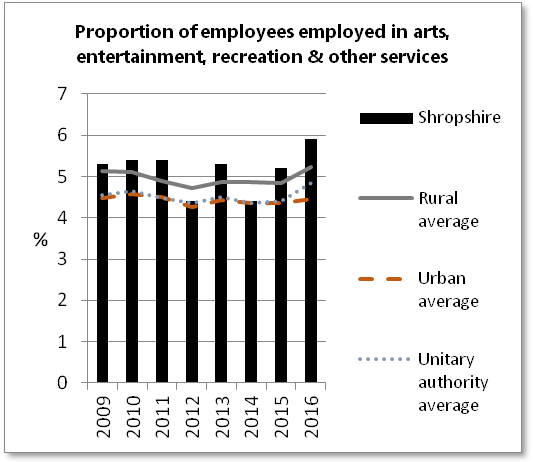 Proportion of employees employed in arts,
entertainment, recreation & other services
7
6
5
4
3
2
1
0
%
2009
2010
2011
2012
2013
2014
2015
2016
Shropshire
Rural
average
Urban
average
Unitary
authority
average